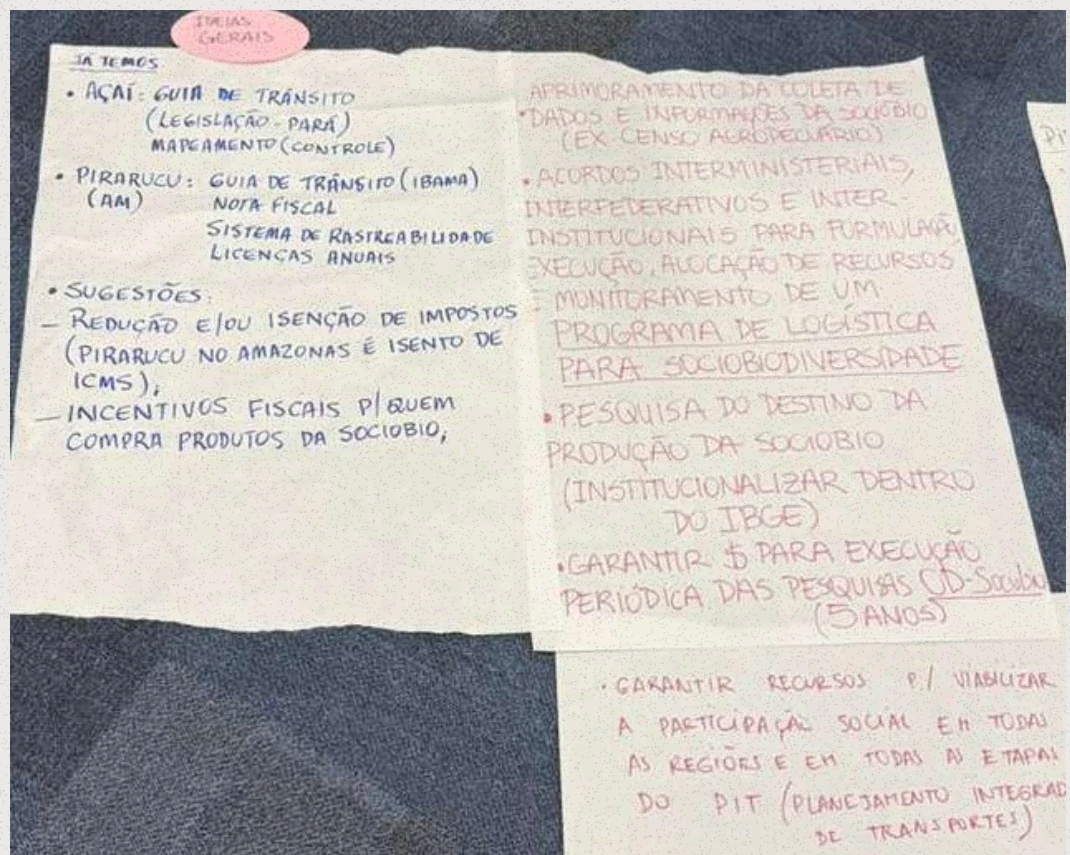 IDEIAS
GERAIS
JÁ TEMOS
• AÇAÍ: GUIA DE TRÂNSITO
(LEGISLAÇÃO - PARÁ)
MAPEAMENTO (CONTROLE)
• PIRARUCU: GUIA DE TRÂNSITO (IBAMA)
(AM) NOTA FISCAL
SISTEMA DE RASTREABILIDADE
LICENÇAS ANUAIS
• SUGESTÕES:
– REDUÇÃO E/OU ISENÇÃO DE IMPOSTOS
(PIRARUCU NO AMAZONAS É ISENTO DE
ICMS);
– INCENTIVOS FISCAIS P/ QUEM
COMPRA PRODUTOS DA SOCIOBIO;
APRIMORAMENTO DA COLETA DE
• DADOS E INFORMAÇÕES DA SOCIOBIO
(EX CENSO AGROPECUÁRIO)
• ACORDOS INTERMINISTERIAIS,
INTERFEDERATIVOS E INTER-
INSTITUCIONAIS PARA FORMULAÇÃO,
EXECUÇÃO, ALOCAÇÃO DE RECURSOS
E MONITORAMENTO DE UM
PROGRAMA DE LOGÍSTICA
PARA SOCIOBIODIVERSIDADE
• PESQUISA DO DESTINO DA
PRODUÇÃO DA SOCIOBIO
(INSTITUCIONALIZAR DENTRO
DO IBGE)
• GARANTIR $ PARA EXECUÇÃO
PERIÓDICA DAS PESQUISAS OD-Sociobio
(5 ANOS)
• GARANTIR RECURSOS P/ VIABILIZAR
A PARTICIPAÇÃO SOCIAL EM TODAS
AS REGIÕES E EM TODAS AS ETAPAS
DO PIT (PLANEJAMENTO INTEGRAD
DE TRANSPORTES)